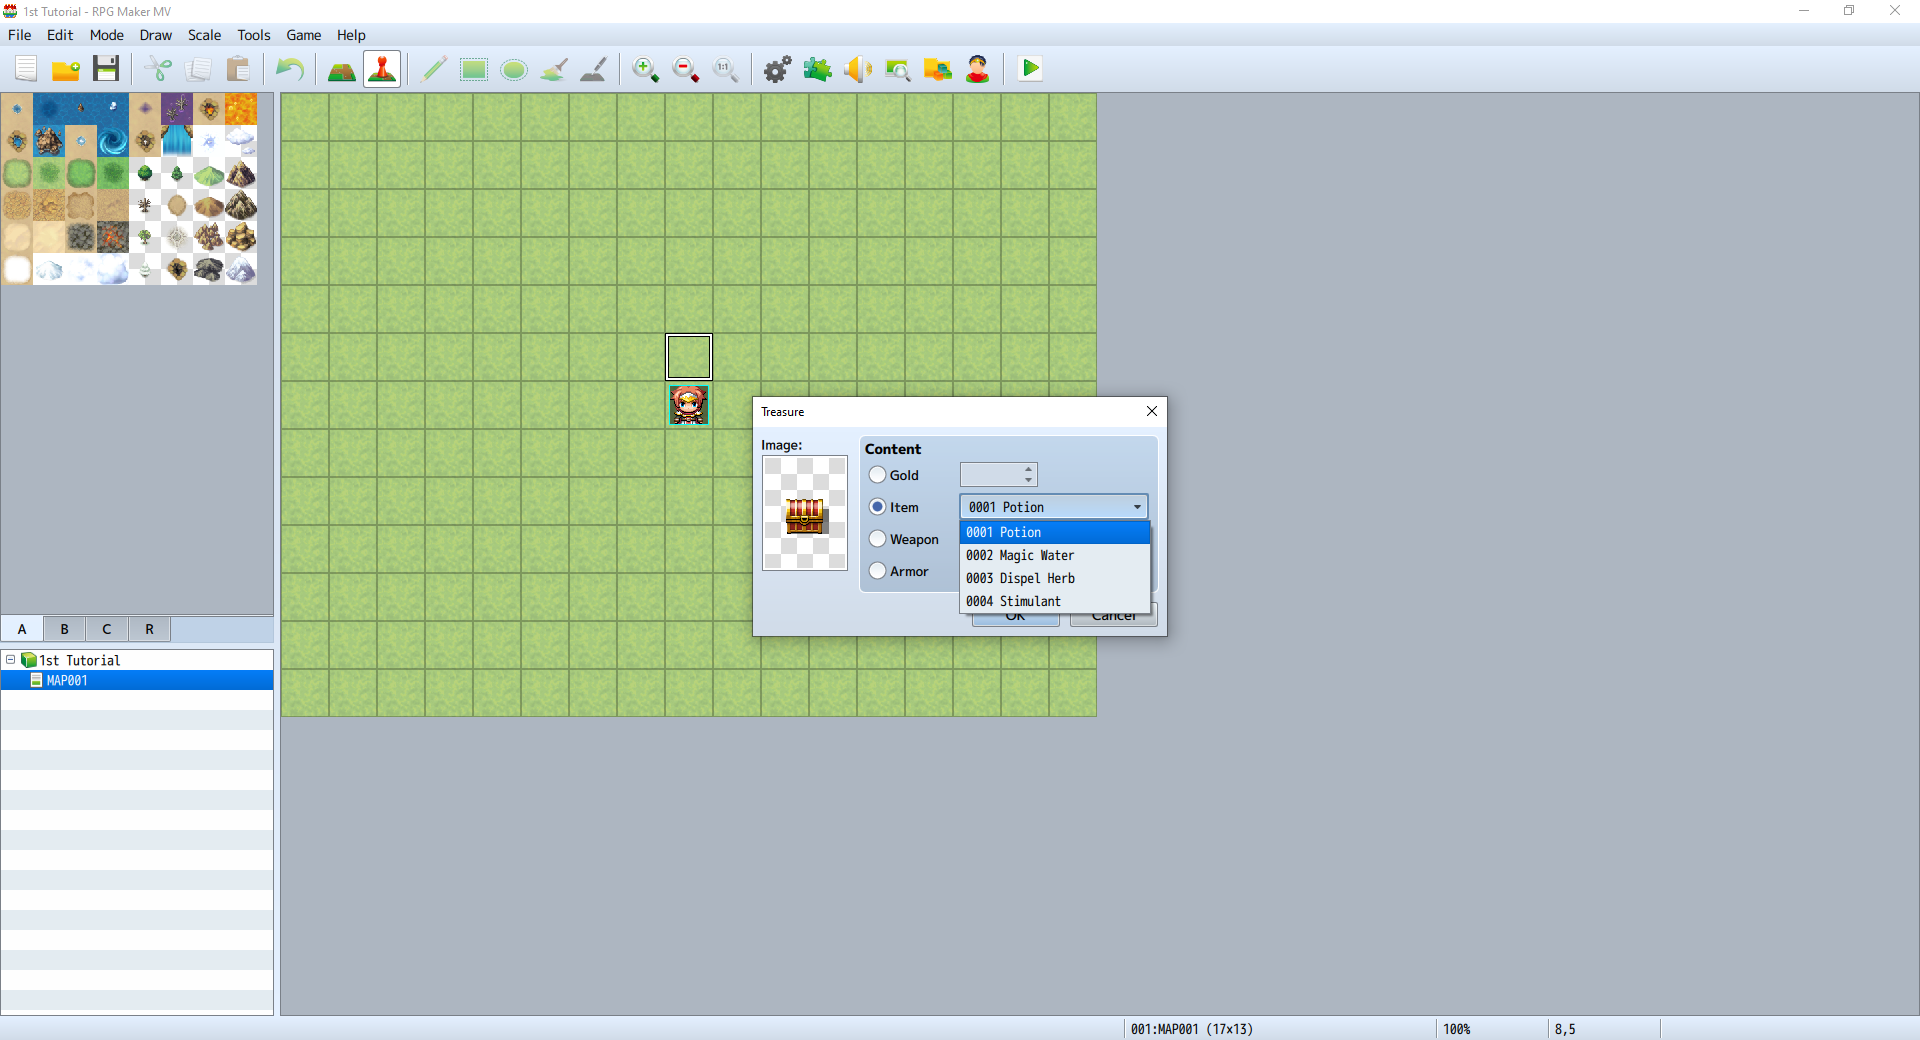 1st Tutorial - RPG Maker MV
File Edit Mode Draw Scale Tools Game Help
1:1
Treasure
Image:
Content
Gold
Item 0001 Potion
0001 Potion
Weapon
0002 Magic Water
Armor
0003 Dispel Herb
0004 Stimulant
OK Cancel
A B C R
1st Tutorial
MAP001
001:MAP001 (17x13) 100% 8,5